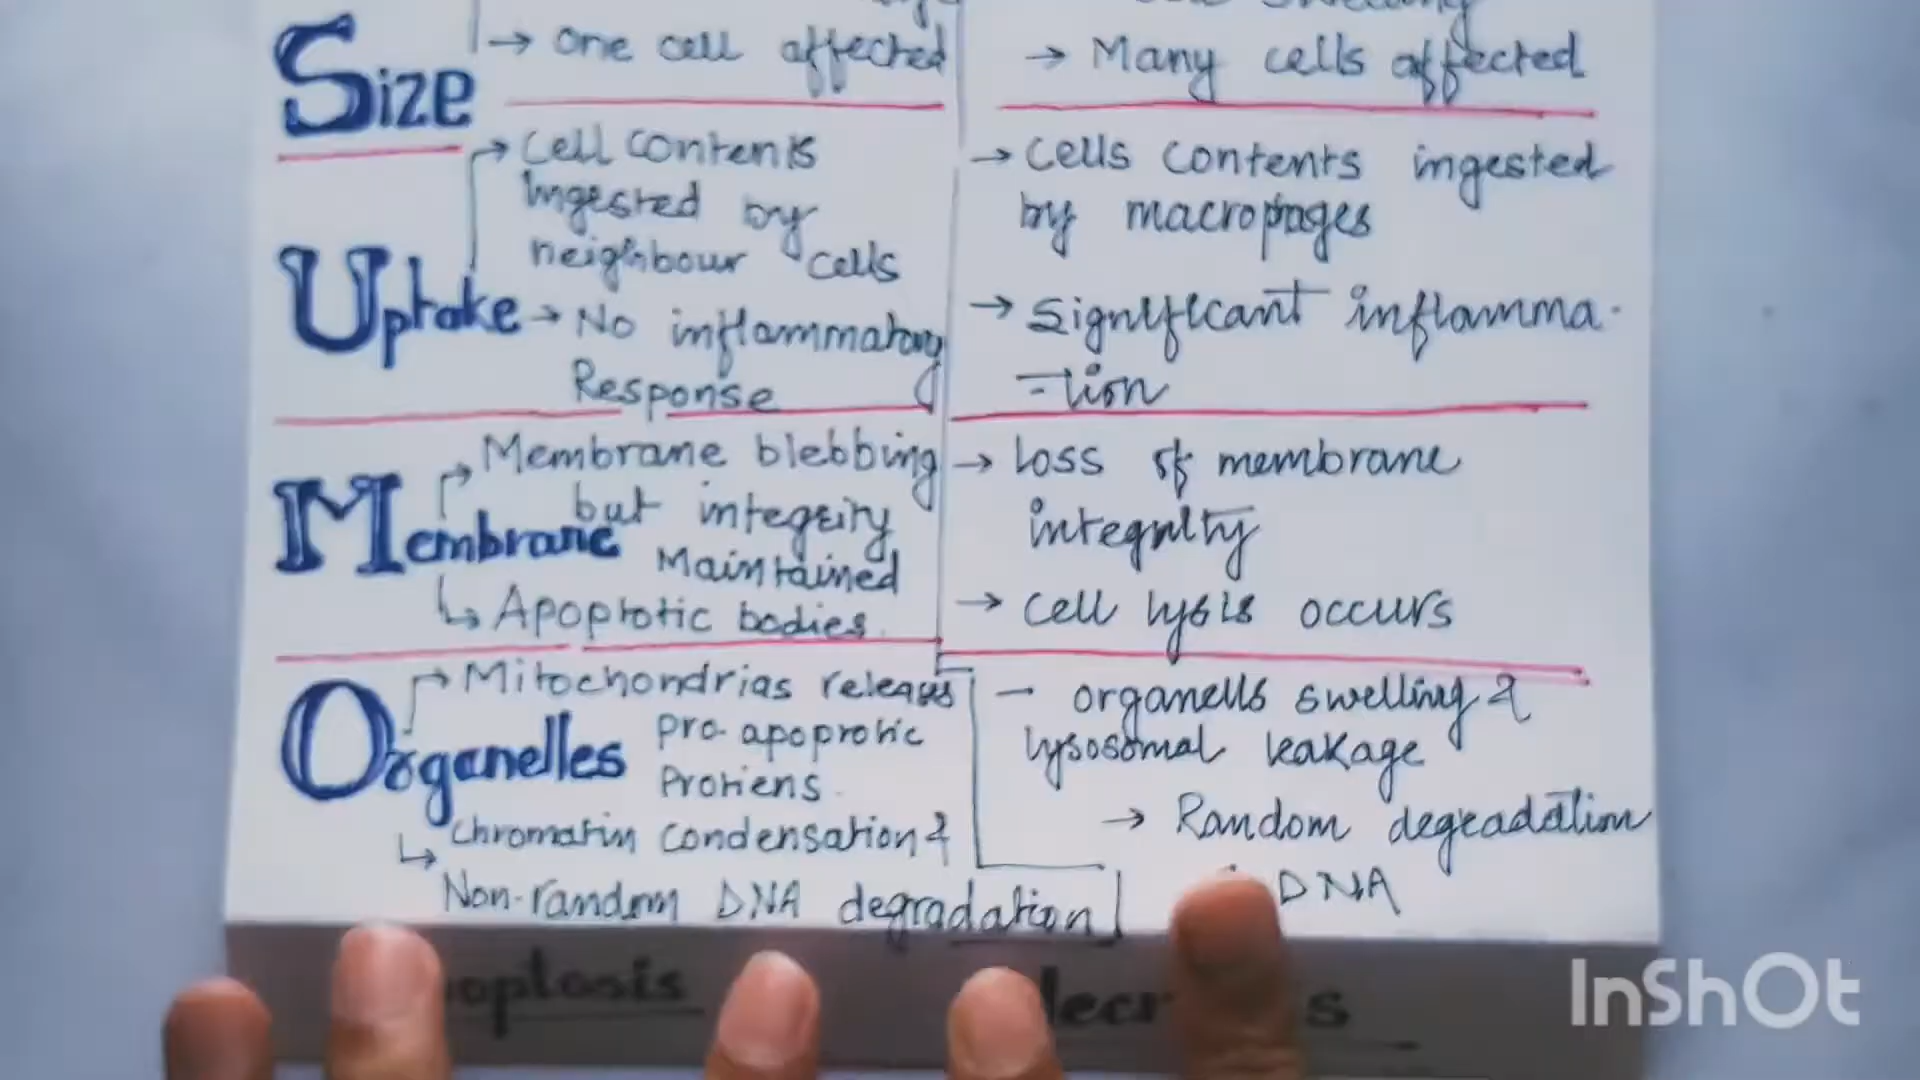 Size
→ one cell affected
→ Many cells affected
Uptake
→ Cell contents
ingested by
neighbour cells
→ No inflammatory
Response
→ cells contents ingested
by macrophages
→ Significant inflamma-
-tion
Membrane
→ Membrane blebbing
but integrity
Maintained
↳ Apoptotic bodies
→ loss of membrane
integrity
→ cell lysis occurs
Organelles
→ Mitochondrias releases
pro-apoptotic
Protiens
↳ chromatin condensation &
Non-random DNA degradation
- organells swelling &
lysosomal leakage
→ Random degradation
DNA
InShOt